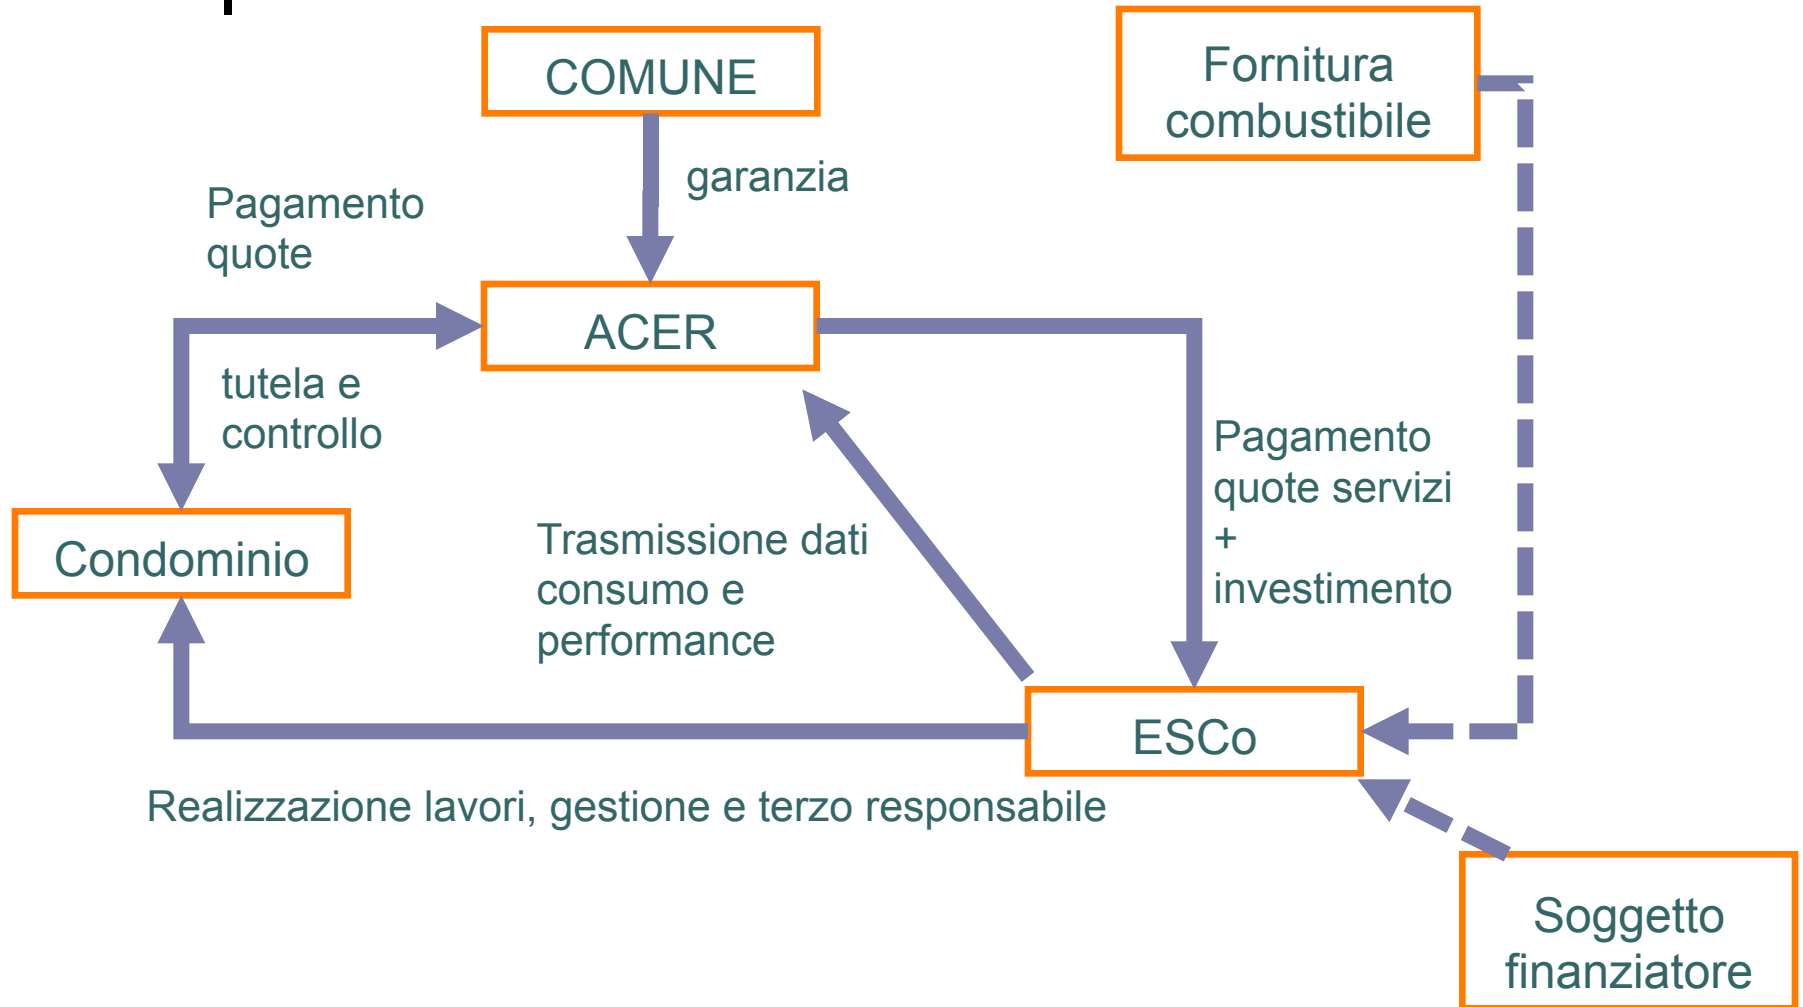 COMUNE
Fornitura
combustibile
garanzia
Pagamento
quote
ACER
tutela e
controllo
Pagamento
quote servizi
+
investimento
Condominio
Trasmissione dati
consumo e
performance
ESCo
Realizzazione lavori, gestione e terzo responsabile
Soggetto
finanziatore